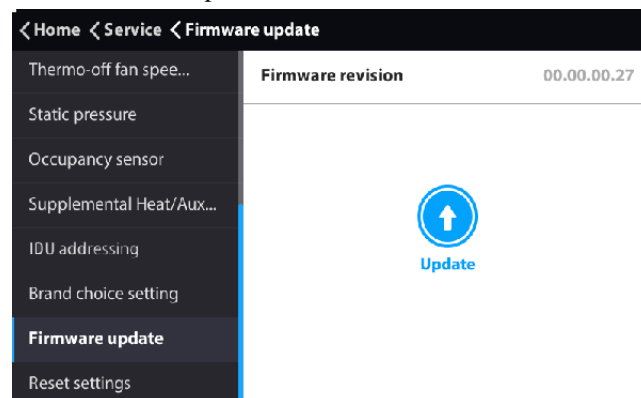 Home Service Firmware update
Thermo-off fan spee...
Firmware revision 00.00.00.27
Static pressure
Occupancy sensor
Supplemental Heat/Aux...
IDU addressing
Brand choice setting
Firmware update
Reset settings
Update